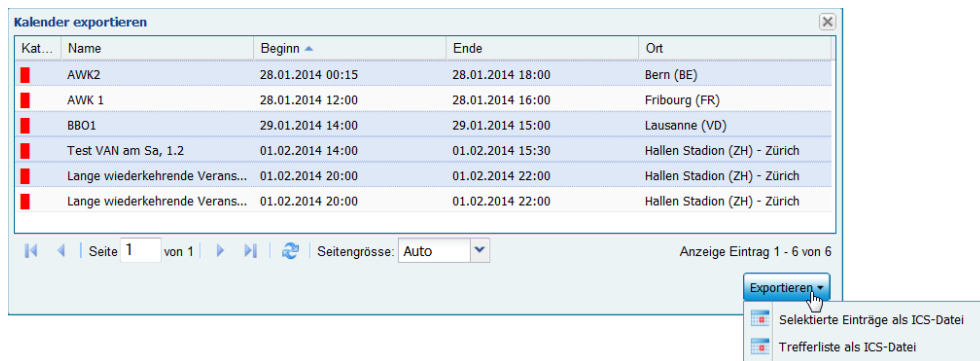 Kalender exportieren
Kat... Name Beginn Ende Ort
AWK2 28.01.2014 00:15 28.01.2014 18:00 Bern (BE)
AWK 1 28.01.2014 12:00 28.01.2014 16:00 Fribourg (FR)
BBO1 29.01.2014 14:00 29.01.2014 15:00 Lausanne (VD)
Test VAN am Sa, 1.2 01.02.2014 14:00 01.02.2014 15:30 Hallen Stadion (ZH) - Zürich
Lange wiederkehrende Verans... 01.02.2014 20:00 01.02.2014 22:00 Hallen Stadion (ZH) - Zürich
Lange wiederkehrende Verans... 01.02.2014 20:00 01.02.2014 22:00 Hallen Stadion (ZH) - Zürich
Seite 1 von 1 Seitengrösse: Auto Anzeige Eintrag 1 - 6 von 6
Exportieren
Selektierte Einträge als ICS-Datei
Trefferliste als ICS-Datei